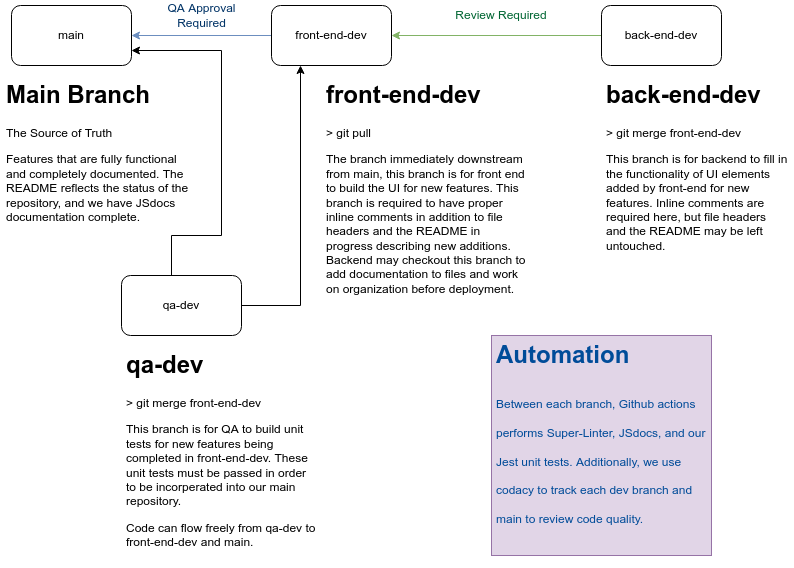 QA Approval
Required
Review Required
main
front-end-dev
back-end-dev
Main Branch
The Source of Truth
Features that are fully functional
and completely documented. The
README reflects the status of the
repository, and we have JSdocs
documentation complete.
front-end-dev
> git pull
The branch immediately downstream
from main, this branch is for front end
to build the UI for new features. This
branch is required to have proper
inline comments in addition to file
headers and the README in
progress describing new additions.
Backend may checkout this branch to
add documentation to files and work
on organization before deployment.
back-end-dev
> git merge front-end-dev
This branch is for backend to fill in
the functionality of UI elements
added by front-end for new
features. Inline comments are
required here, but file headers
and the README may be left
untouched.
qa-dev
qa-dev
> git merge front-end-dev
This branch is for QA to build unit
tests for new features being
completed in front-end-dev. These
unit tests must be passed in order
to be incorperated into our main
repository.
Code can flow freely from qa-dev to
front-end-dev and main.
Automation
Between each branch, Github actions
performs Super-Linter, JSdocs, and our
Jest unit tests. Additionally, we use
codacy to track each dev branch and
main to review code quality.